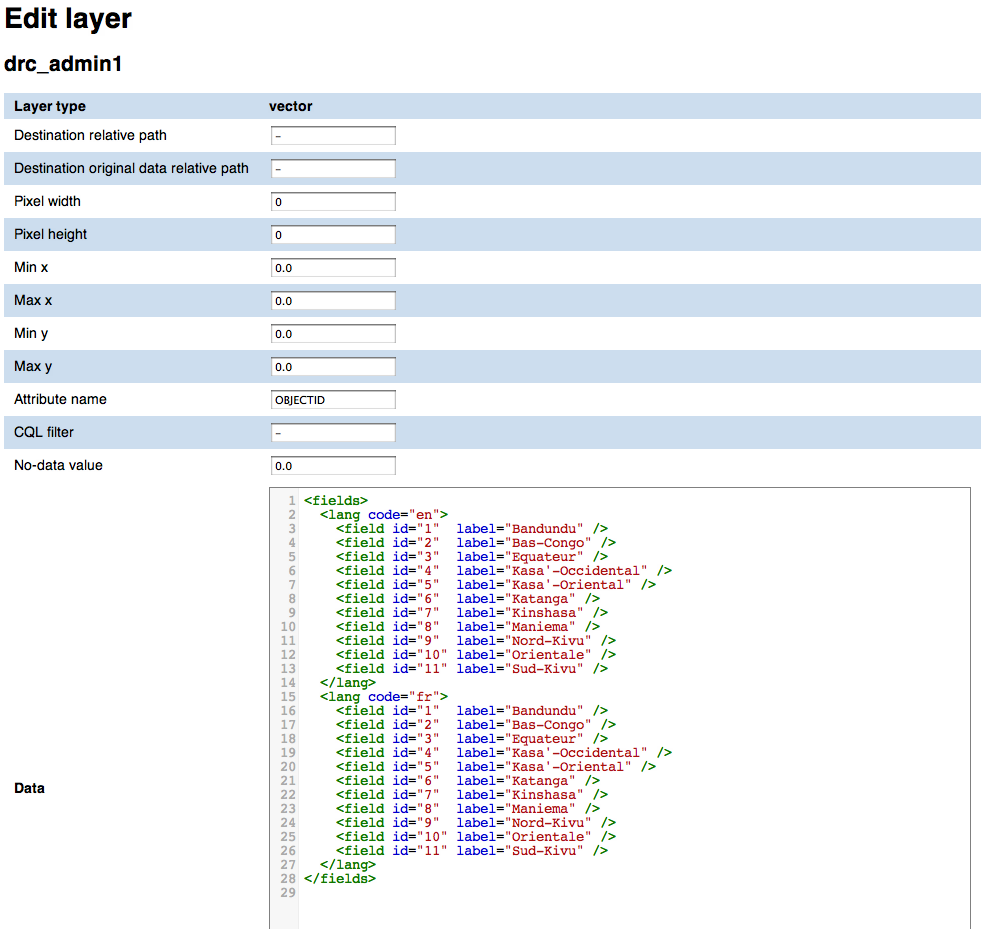 Edit layer
drc_admin1
Layer type vector
Destination relative path –
Destination original data relative path –
Pixel width 0
Pixel height 0
Min x 0.0
Max x 0.0
Min y 0.0
Max y 0.0
Attribute name OBJECTID
CQL filter –
No-data value 0.0
Data
1 <fields>
2 <lang code="en">
3 <field id="1" label="Bandundu" />
4 <field id="2" label="Bas-Congo" />
5 <field id="3" label="Equateur" />
6 <field id="4" label="Kasa'-Occidental" />
7 <field id="5" label="Kasa'-Oriental" />
8 <field id="6" label="Katanga" />
9 <field id="7" label="Kinshasa" />
10 <field id="8" label="Maniema" />
11 <field id="9" label="Nord-Kivu" />
12 <field id="10" label="Orientale" />
13 <field id="11" label="Sud-Kivu" />
14 </lang>
15 <lang code="fr">
16 <field id="1" label="Bandundu" />
17 <field id="2" label="Bas-Congo" />
18 <field id="3" label="Equateur" />
19 <field id="4" label="Kasa'-Occidental" />
20 <field id="5" label="Kasa'-Oriental" />
21 <field id="6" label="Katanga" />
22 <field id="7" label="Kinshasa" />
23 <field id="8" label="Maniema" />
24 <field id="9" label="Nord-Kivu" />
25 <field id="10" label="Orientale" />
26 <field id="11" label="Sud-Kivu" />
27 </lang>
28 </fields>
29